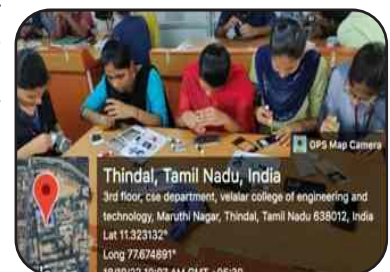 GPS Map Camera
Thindal, Tamil Nadu, India
3rd floor, cse department, velalar college of engineering and
technology, Maruthi Nagar, Thindal, Tamil Nadu 638012, India
Lat 11.323132°
Long 77.674891°